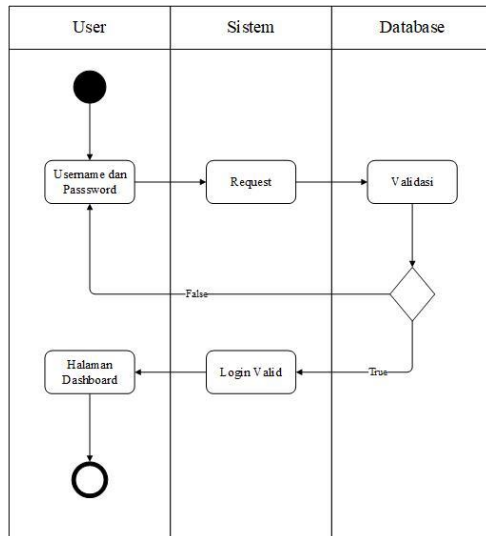 User
Sistem
Database
Username dan
Passsword
Request
Validasi
False
Halaman
Dashboard
Login Valid
True